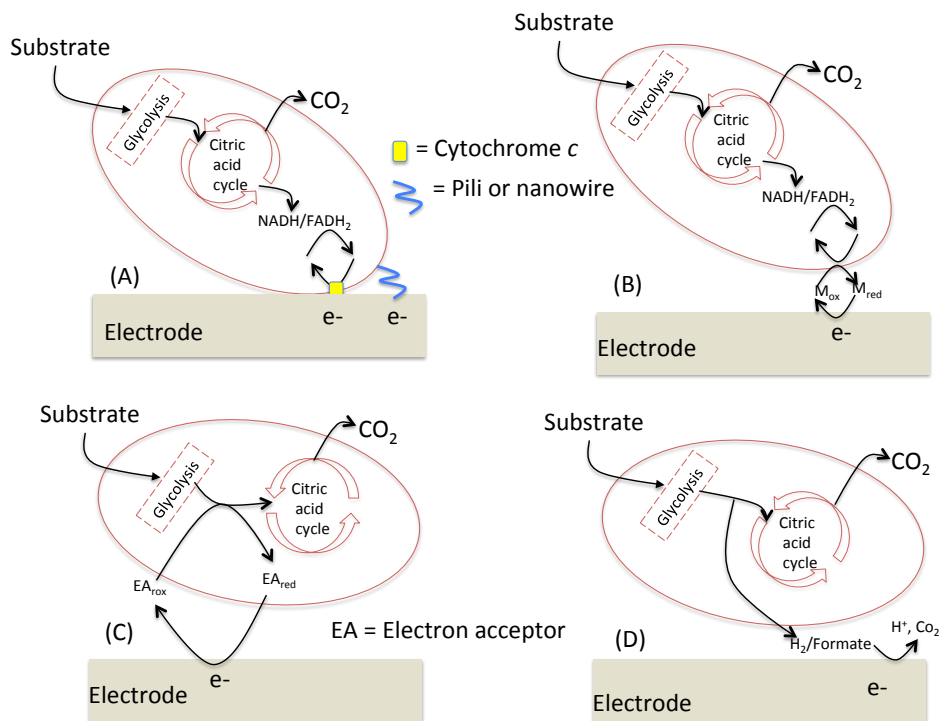 Substrate
Glycolysis
CO2
Citric
acid
cycle
NADH/FADH2
(A)
e-
e-
Electrode
= Cytochrome c
= Pili or nanowire
Substrate
Glycolysis
CO2
Citric
acid
cycle
NADH/FADH2
(B)
Mox
Mred
e-
Electrode
Substrate
Glycolysis
CO2
Citric
acid
cycle
EArox
EAred
(C)
EA = Electron acceptor
e-
Electrode
Substrate
Glycolysis
CO2
Citric
acid
cycle
(D)
H2/Formate
H+, Co2
e-
Electrode